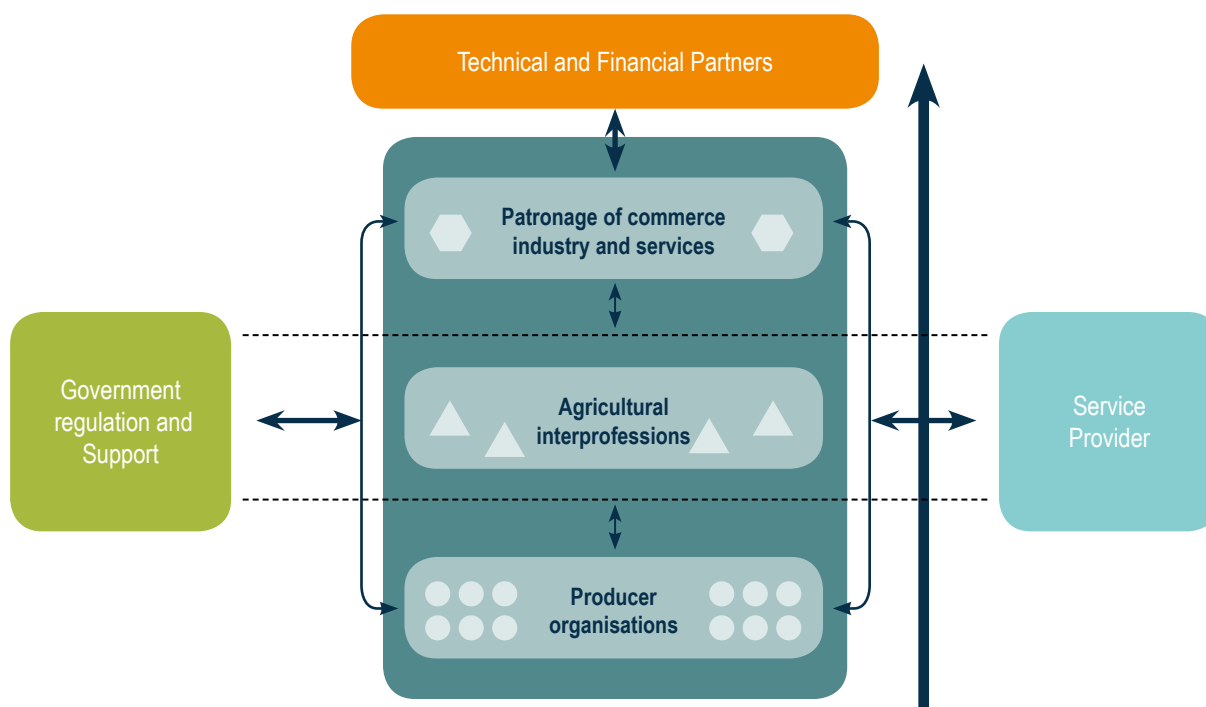 Technical and Financial Partners
Patronage of commerce
industry and services
Government
regulation and
Support
Agricultural
interprofessions
Service
Provider
Producer
organisations